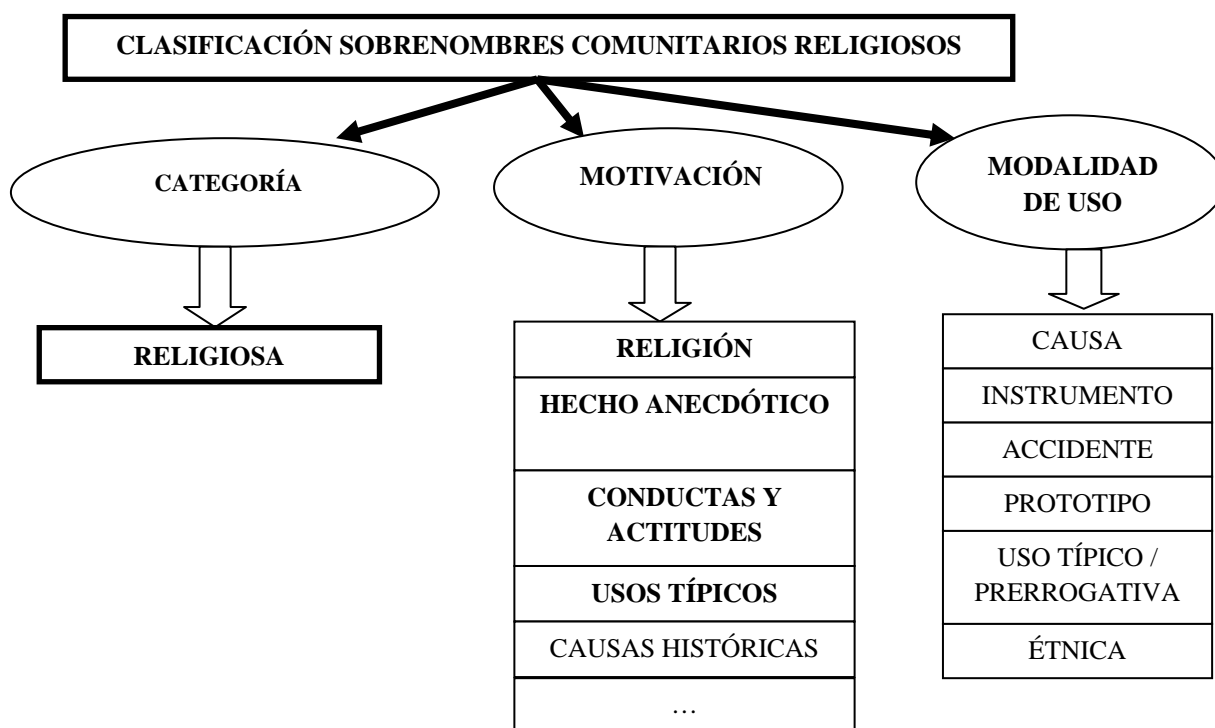 CLASIFICACIÓN SOBRENOMBRES COMUNITARIOS RELIGIOSOS
CATEGORÍA
MOTIVACIÓN
MODALIDAD
DE USO
RELIGIOSA
RELIGIÓN
HECHO ANECDÓTICO
CONDUCTAS Y
ACTITUDES
USOS TÍPICOS
CAUSAS HISTÓRICAS
…
CAUSA
INSTRUMENTO
ACCIDENTE
PROTOTIPO
USO TÍPICO /
PRERROGATIVA
ÉTNICA